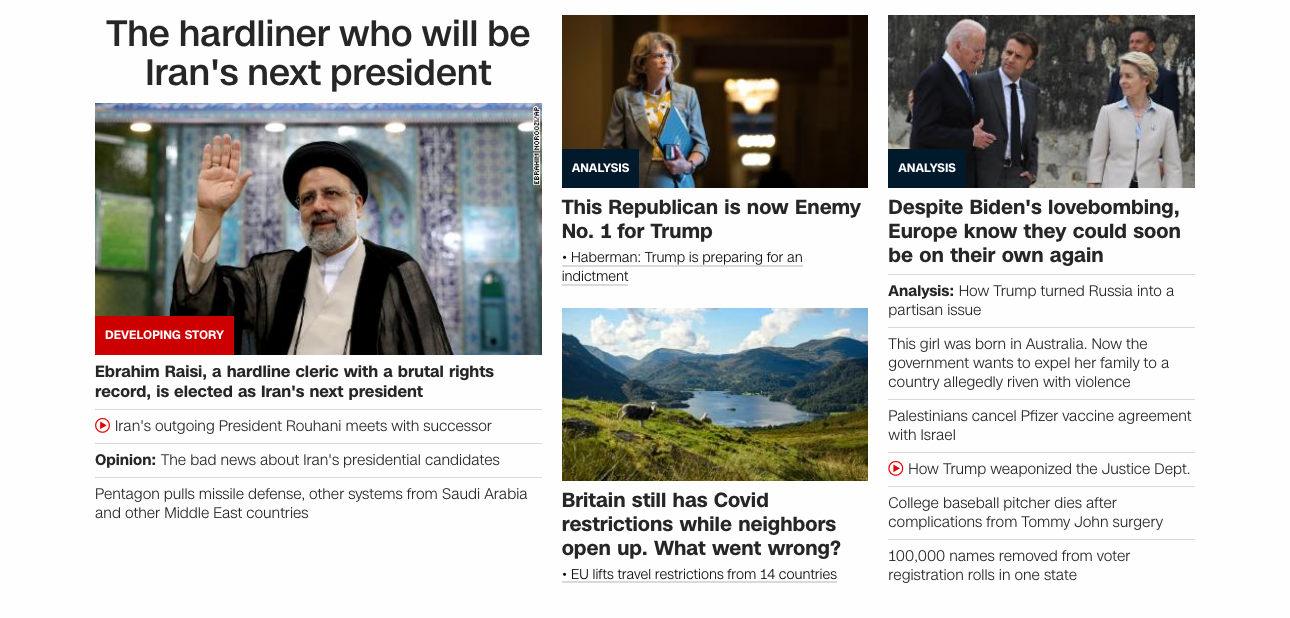 The hardliner who will be
Iran's next president
EBRAHIM NOROOZI/AP
DEVELOPING STORY
Ebrahim Raisi, a hardline cleric with a brutal rights
record, is elected as Iran's next president
Iran's outgoing President Rouhani meets with successor
Opinion: The bad news about Iran's presidential candidates
Pentagon pulls missile defense, other systems from Saudi Arabia
and other Middle East countries
ANALYSIS
This Republican is now Enemy
No. 1 for Trump
• Haberman: Trump is preparing for an
indictment
Britain still has Covid
restrictions while neighbors
open up. What went wrong?
• EU lifts travel restrictions from 14 countries
ANALYSIS
Despite Biden's lovebombing,
Europe know they could soon
be on their own again
Analysis: How Trump turned Russia into a
partisan issue
This girl was born in Australia. Now the
government wants to expel her family to a
country allegedly riven with violence
Palestinians cancel Pfizer vaccine agreement
with Israel
How Trump weaponized the Justice Dept.
College baseball pitcher dies after
complications from Tommy John surgery
100,000 names removed from voter
registration rolls in one state